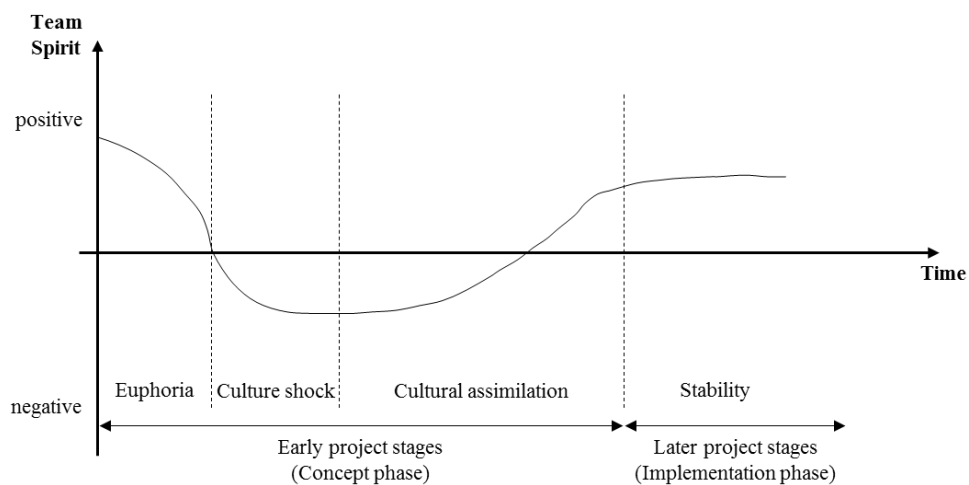 Team
Spirit
positive
Time
Euphoria
Culture shock
Cultural assimilation
Stability
negative
Early project stages
(Concept phase)
Later project stages
(Implementation phase)